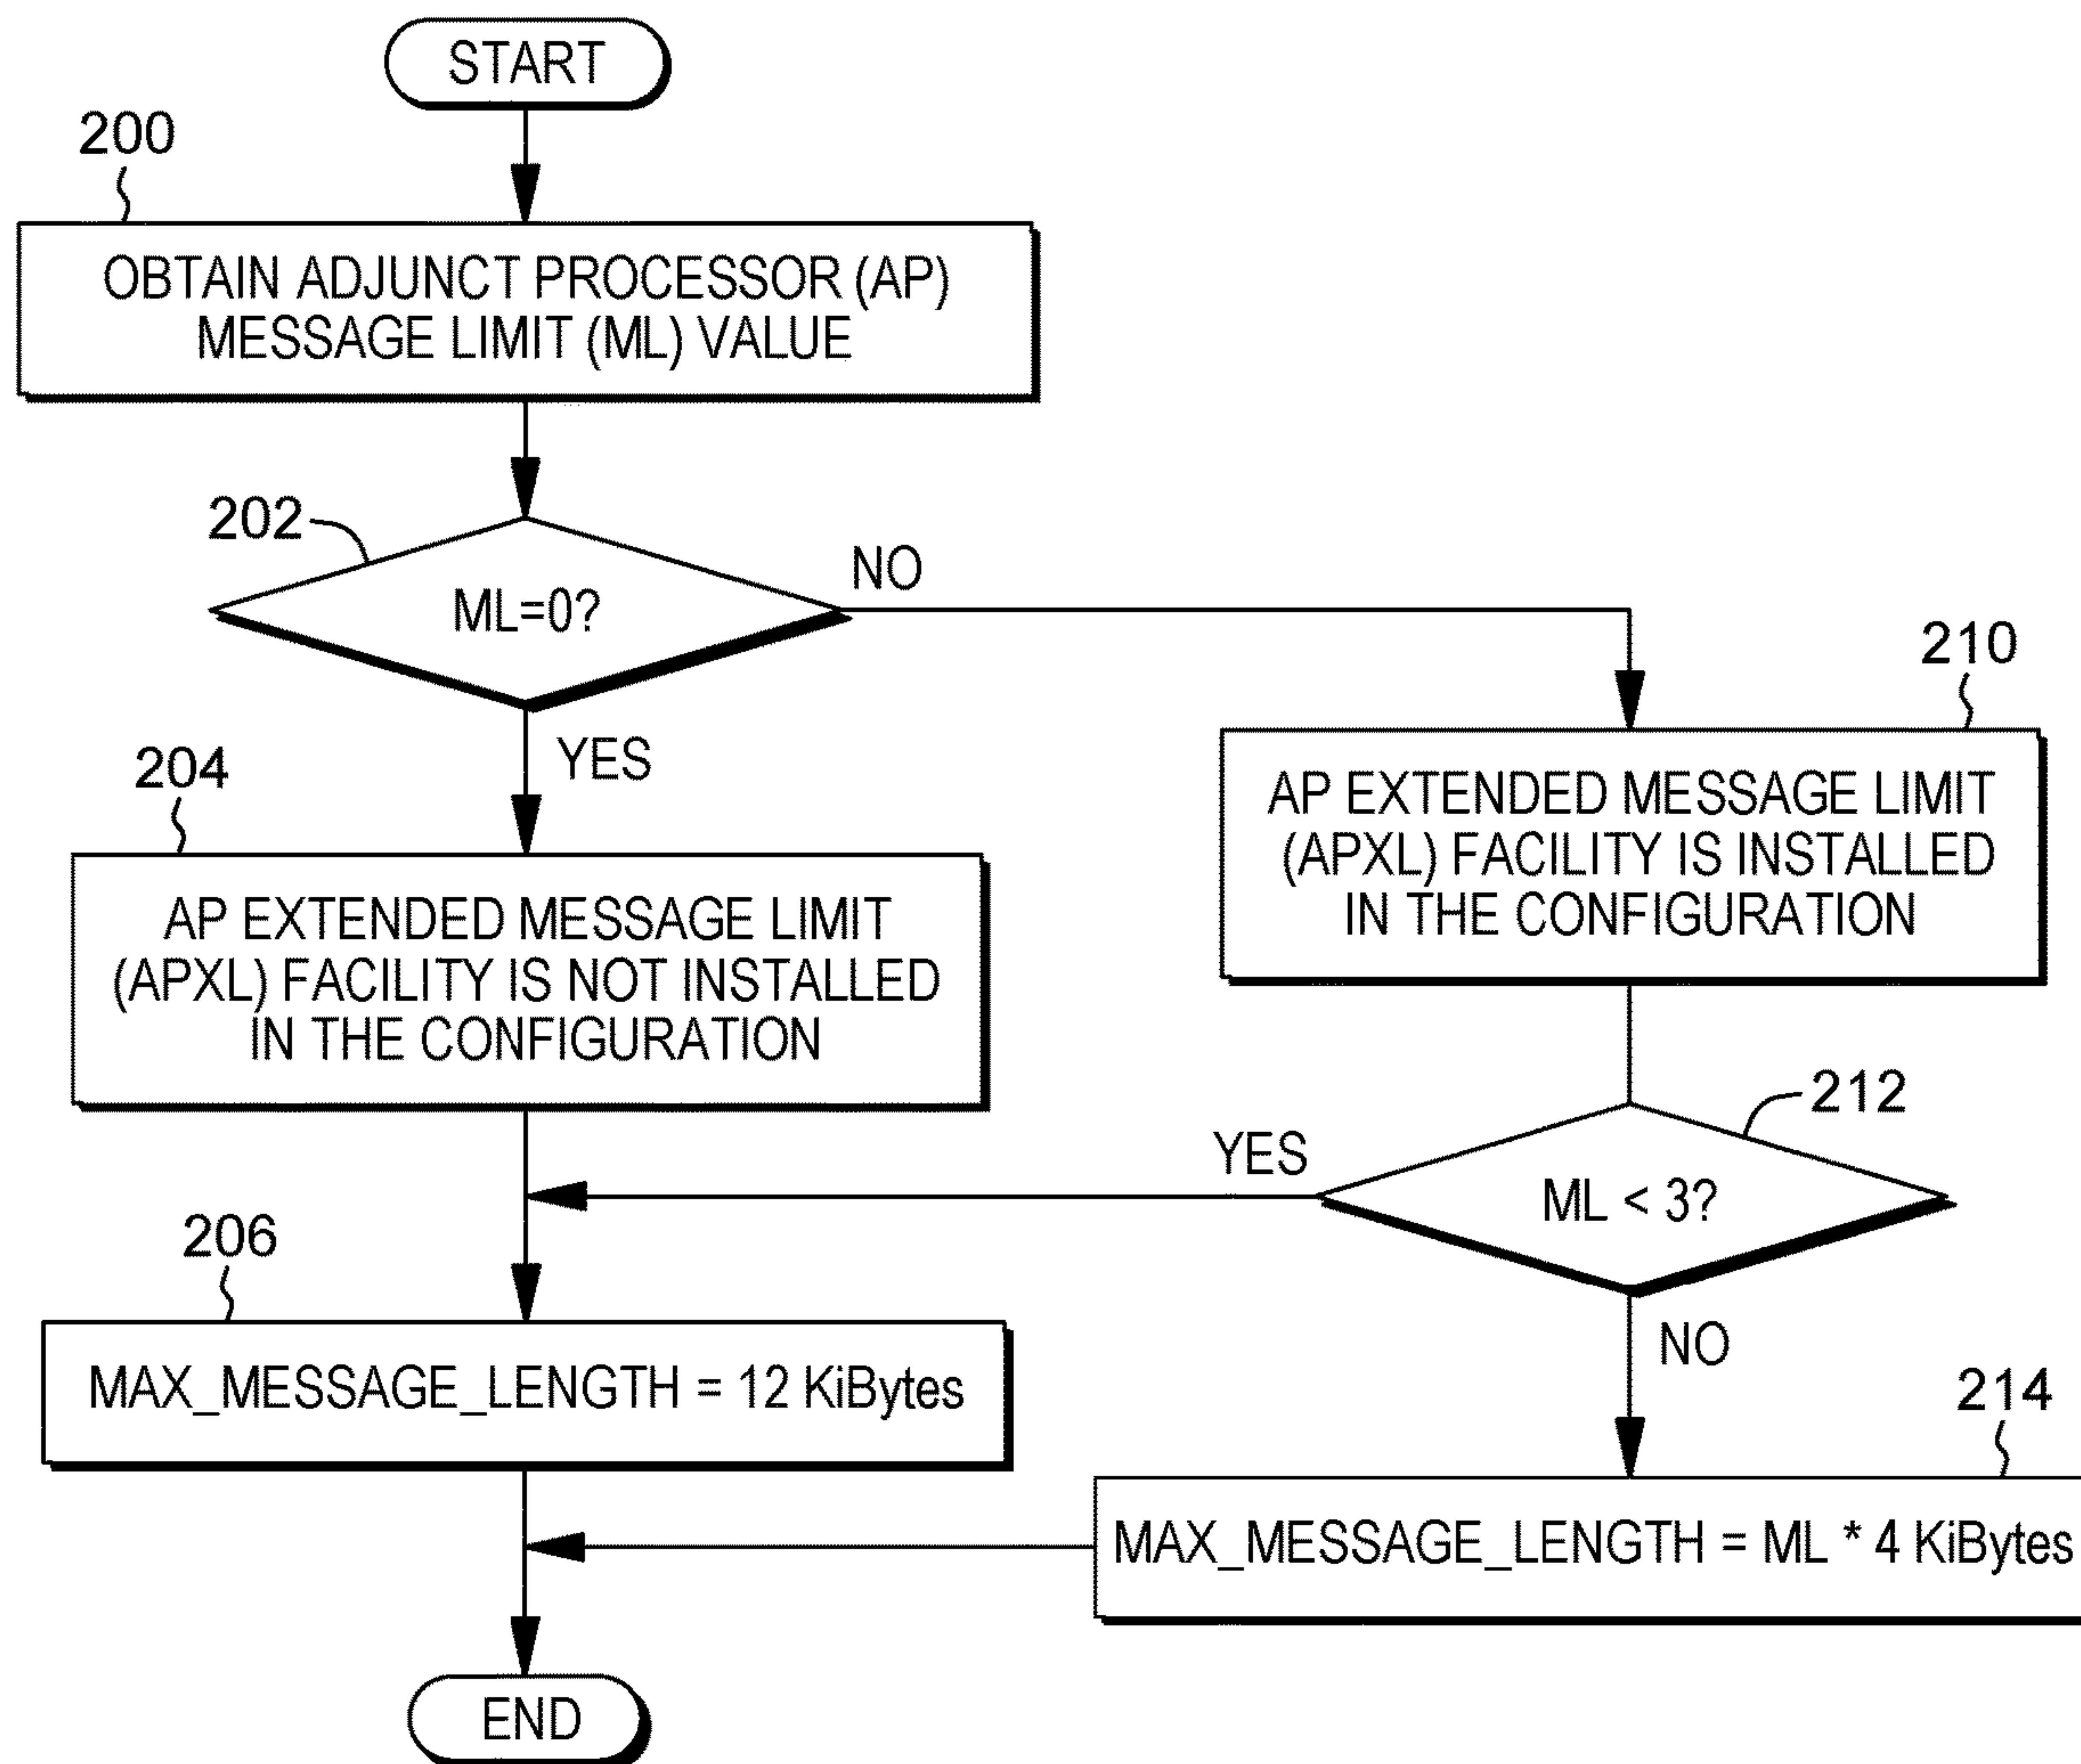 START
200
OBTAIN ADJUNCT PROCESSOR (AP)
MESSAGE LIMIT (ML) VALUE
202
ML=0?
NO
YES
204
AP EXTENDED MESSAGE LIMIT
(APXL) FACILITY IS NOT INSTALLED
IN THE CONFIGURATION
210
AP EXTENDED MESSAGE LIMIT
(APXL) FACILITY IS INSTALLED
IN THE CONFIGURATION
212
ML < 3?
YES
NO
206
MAX_MESSAGE_LENGTH = 12 KiBytes
214
MAX_MESSAGE_LENGTH = ML * 4 KiBytes
END